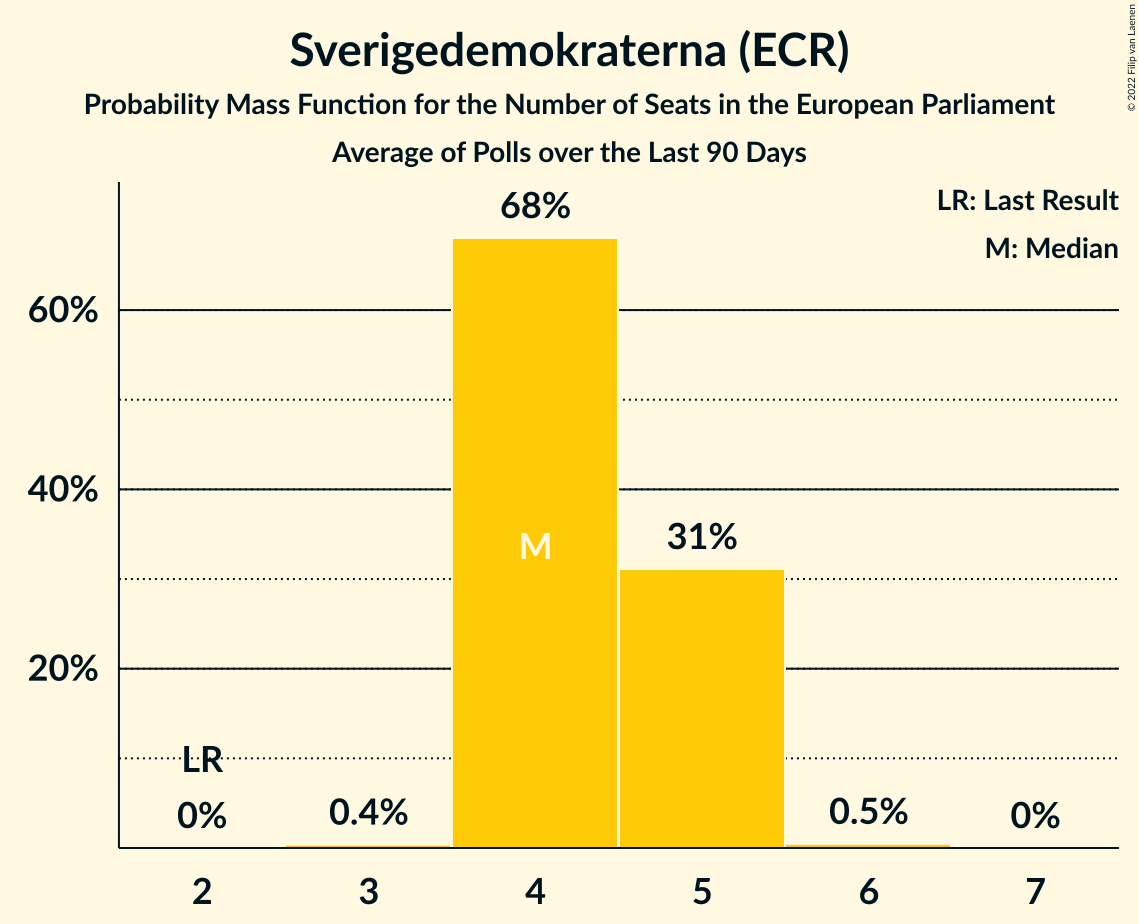 Sverigedemokraterna (ECR)
Probability Mass Function for the Number of Seats in the European Parliament
Average of Polls over the Last 90 Days
© 2022 Filip van Laenen
LR: Last Result
M: Median
68%
60%
40%
31%
M
20%
LR
0%
0.4%
0.5%
0%
2 3 4 5 6 7